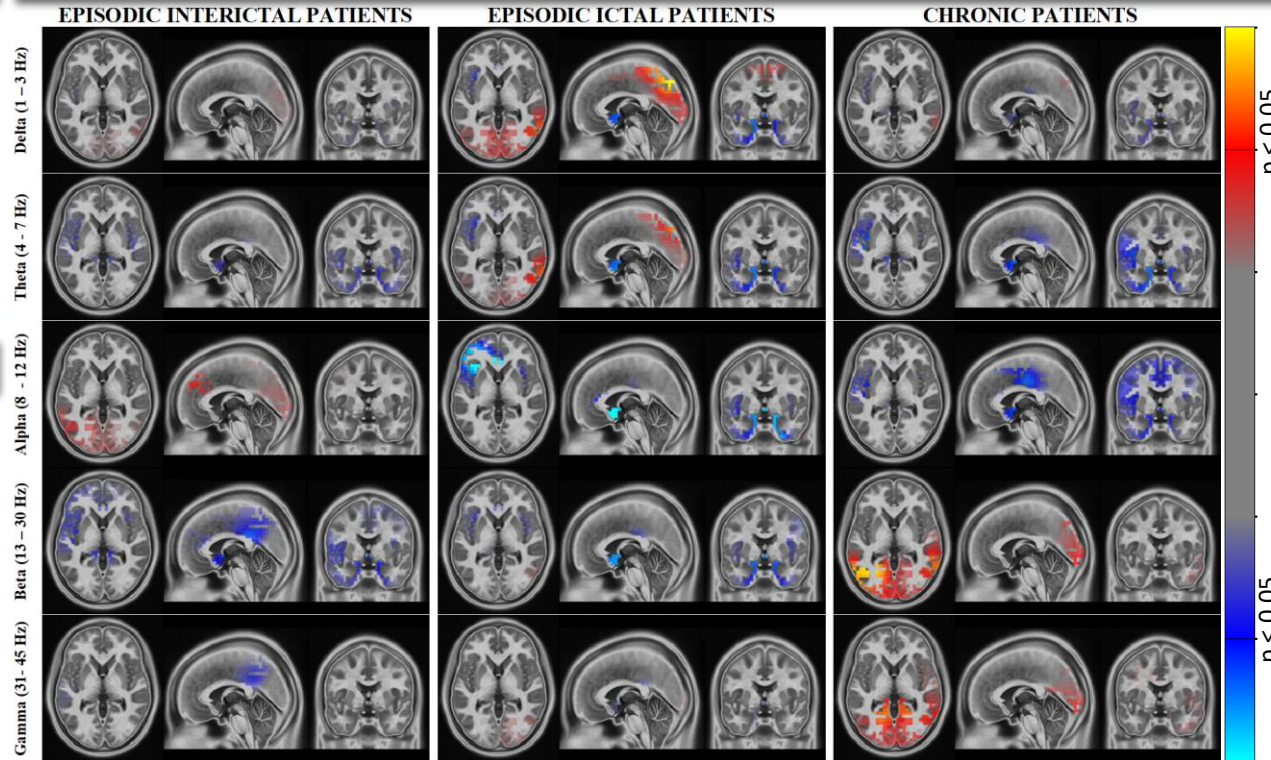 EPISODIC INTERICTAL PATIENTS
EPISODIC ICTAL PATIENTS
CHRONIC PATIENTS
Delta (1 – 3 Hz)
Theta (4 - 7 Hz)
Alpha (8 - 12 Hz)
Beta (13 – 30 Hz)
Gamma (31- 45 Hz)
p ≤ 0.05
p ≤ 0.05